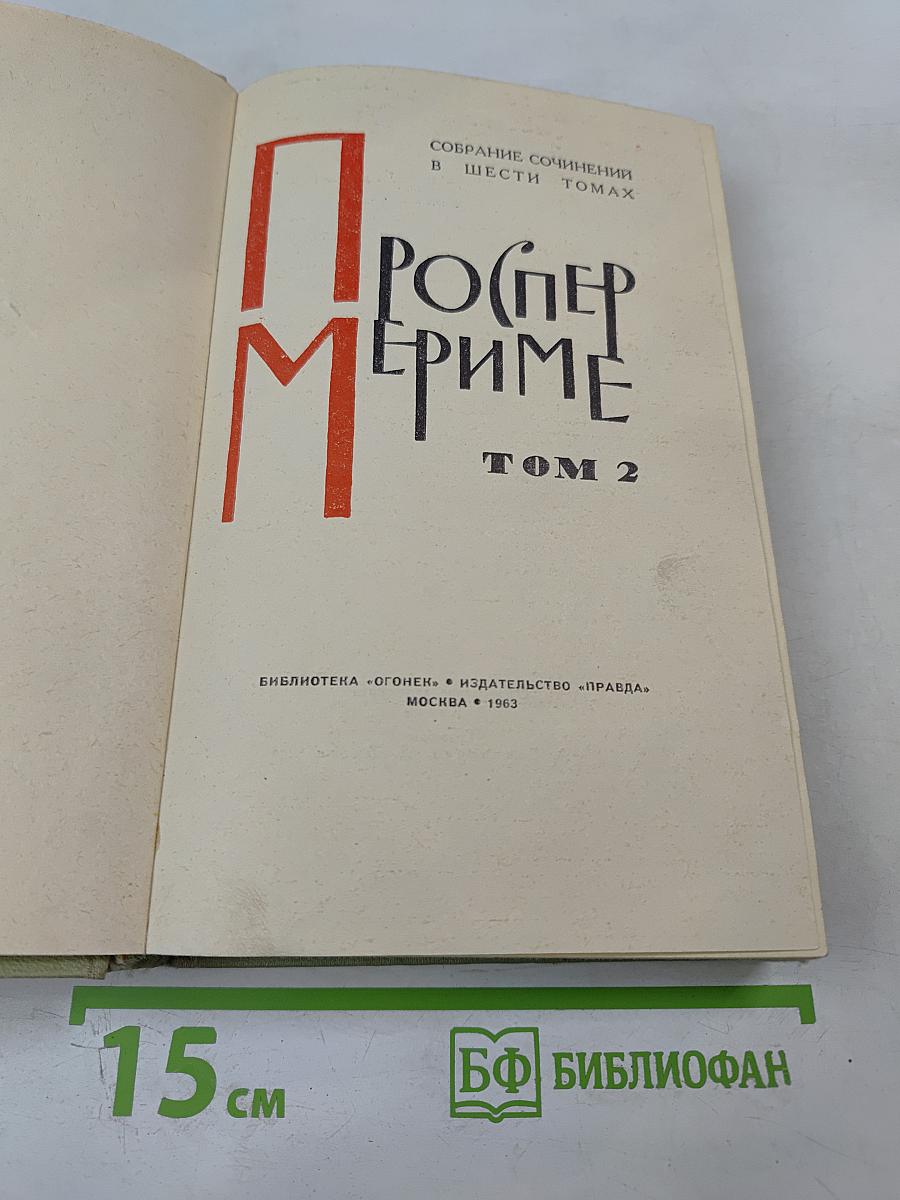 СОБРАНИЕ СОЧИНЕНИЙ
В ШЕСТИ ТОМАХ
ПРОСПЕР
МЕРИМЕ
ТОМ 2
БИБЛИОТЕКА «ОГОНЕК» • ИЗДАТЕЛЬСТВО «ПРАВДА»
МОСКВА • 1963
15 см
БФ БИБЛИОФАН